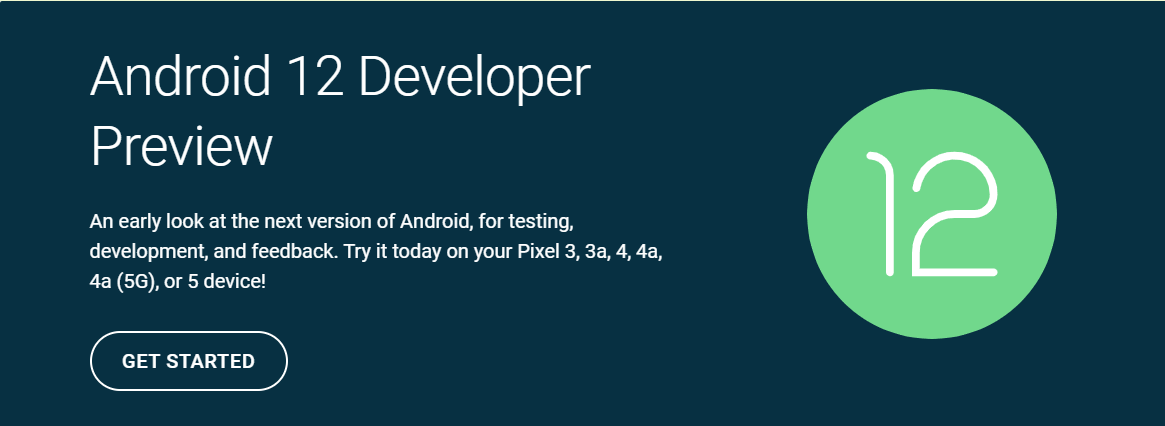 Android 12 Developer
Preview
An early look at the next version of Android, for testing,
development, and feedback. Try it today on your Pixel 3, 3a, 4, 4a,
4a (5G), or 5 device!
GET STARTED
12